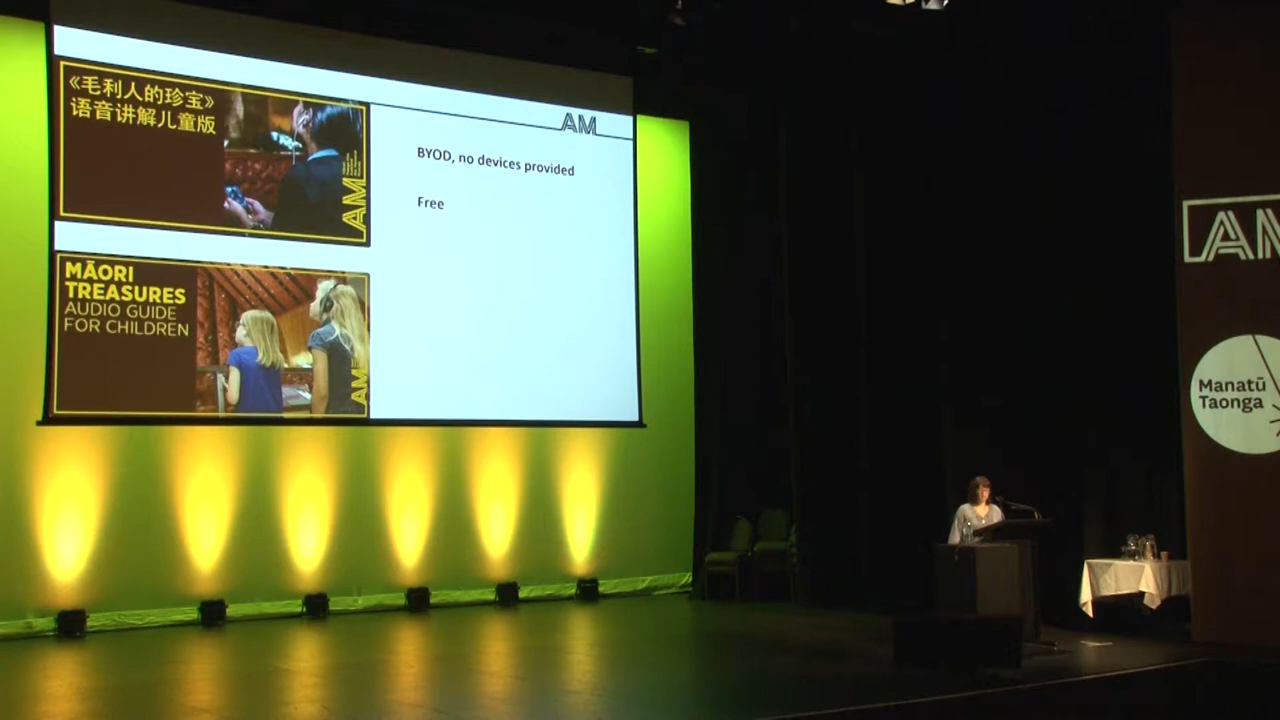 《毛利人的珍宝》
语音讲解儿童版
AM
MĀORI
TREASURES
AUDIO GUIDE
FOR CHILDREN
AM
AM
BYOD, no devices provided
Free
AM
Manatū
Taonga